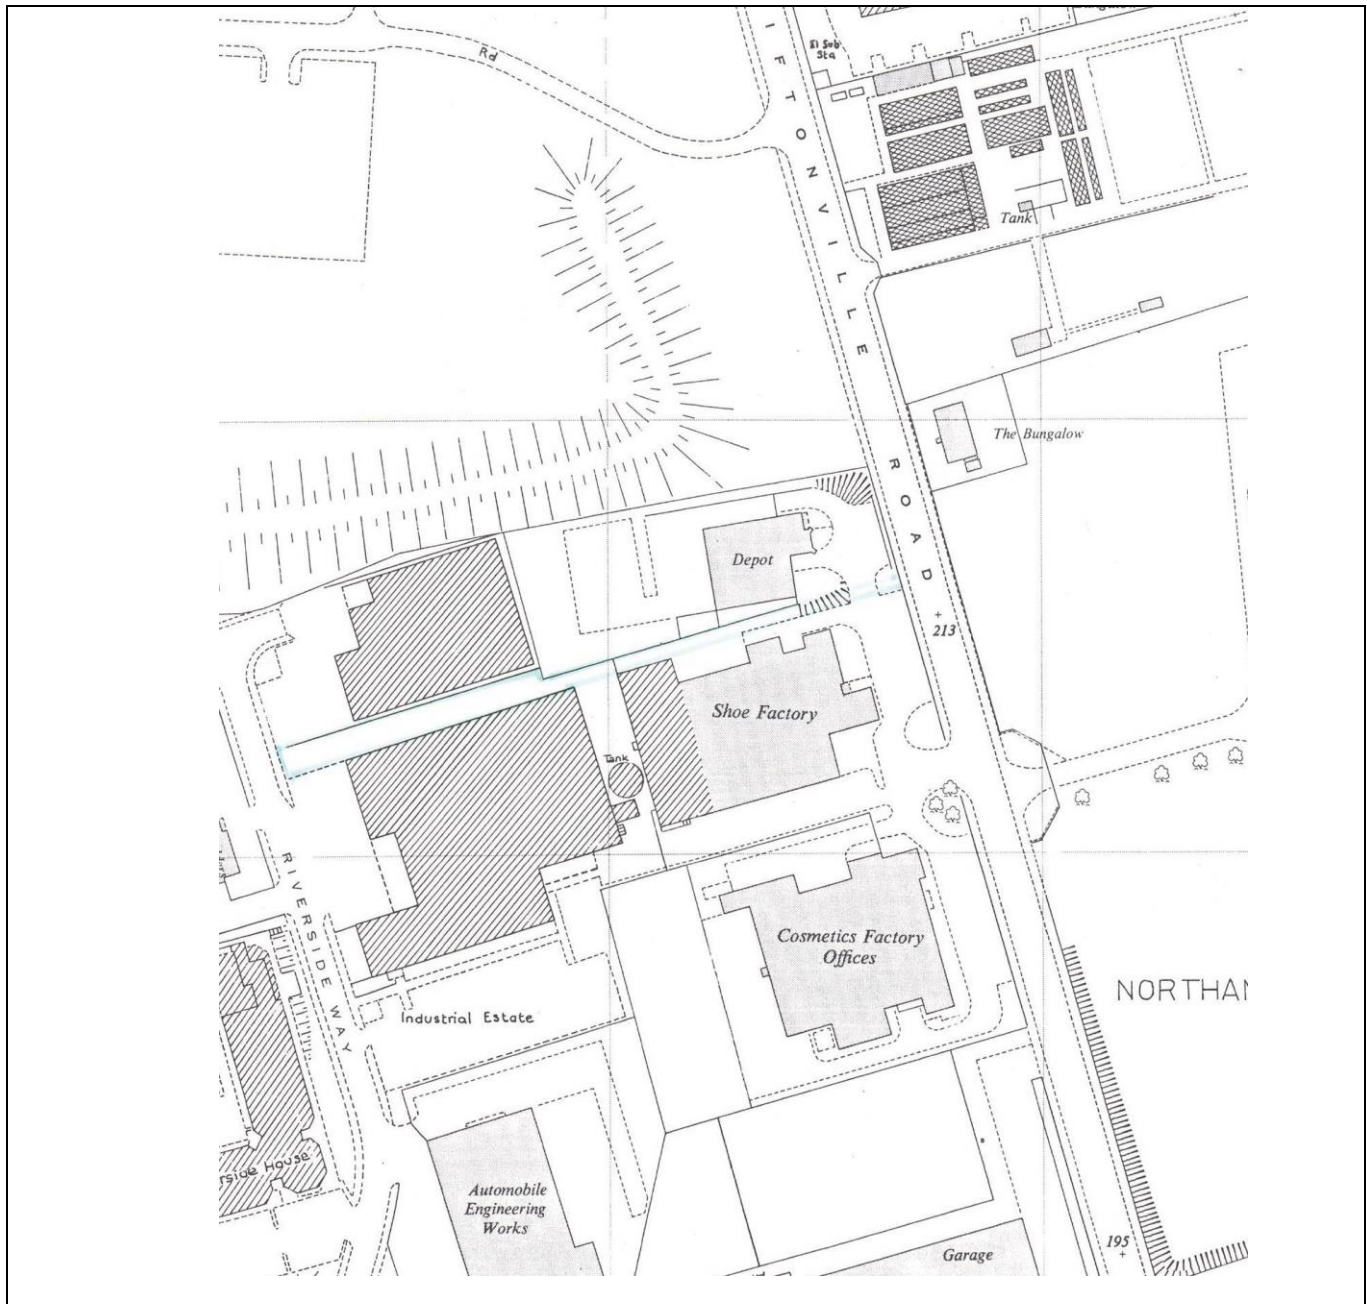 Rd
El Sub
Sta
IFTONVILLE ROAD
Tank
The Bungalow
Depot
213
Shoe Factory
Tank
RIVERSIDE WAY
Cosmetics Factory
Offices
NORTHAN
Industrial Estate
rside House
Automobile
Engineering
Works
195
Garage